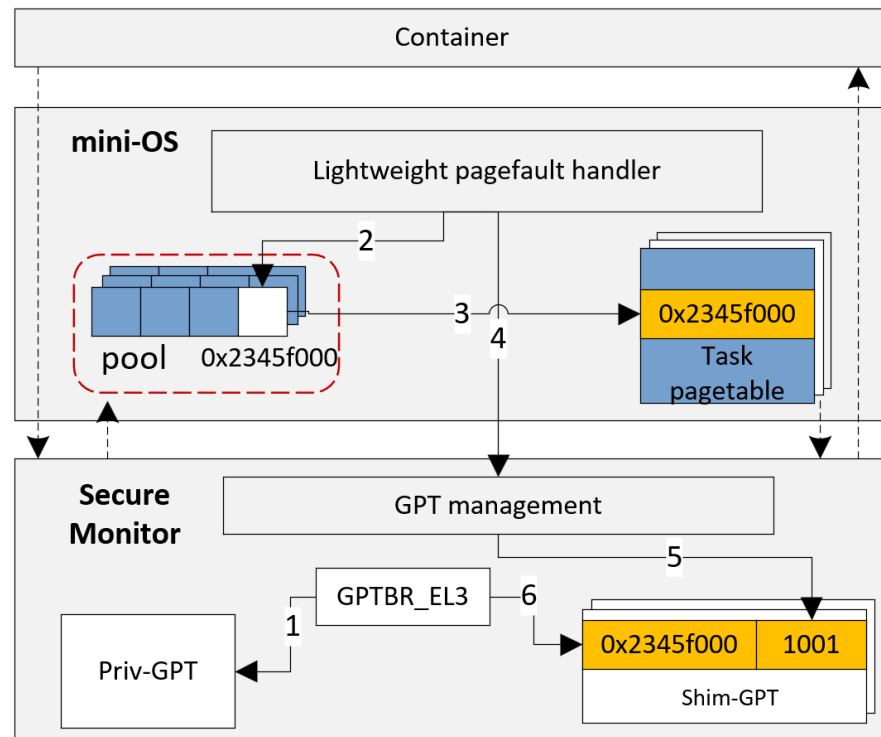 Container
mini-OS
Lightweight pagefault handler
2
3
4
0x2345f000
pool
0x2345f000
Task
pagetable
Secure
Monitor
GPT management
5
GPTBR_EL3
6
1
Priv-GPT
0x2345f000
1001
Shim-GPT